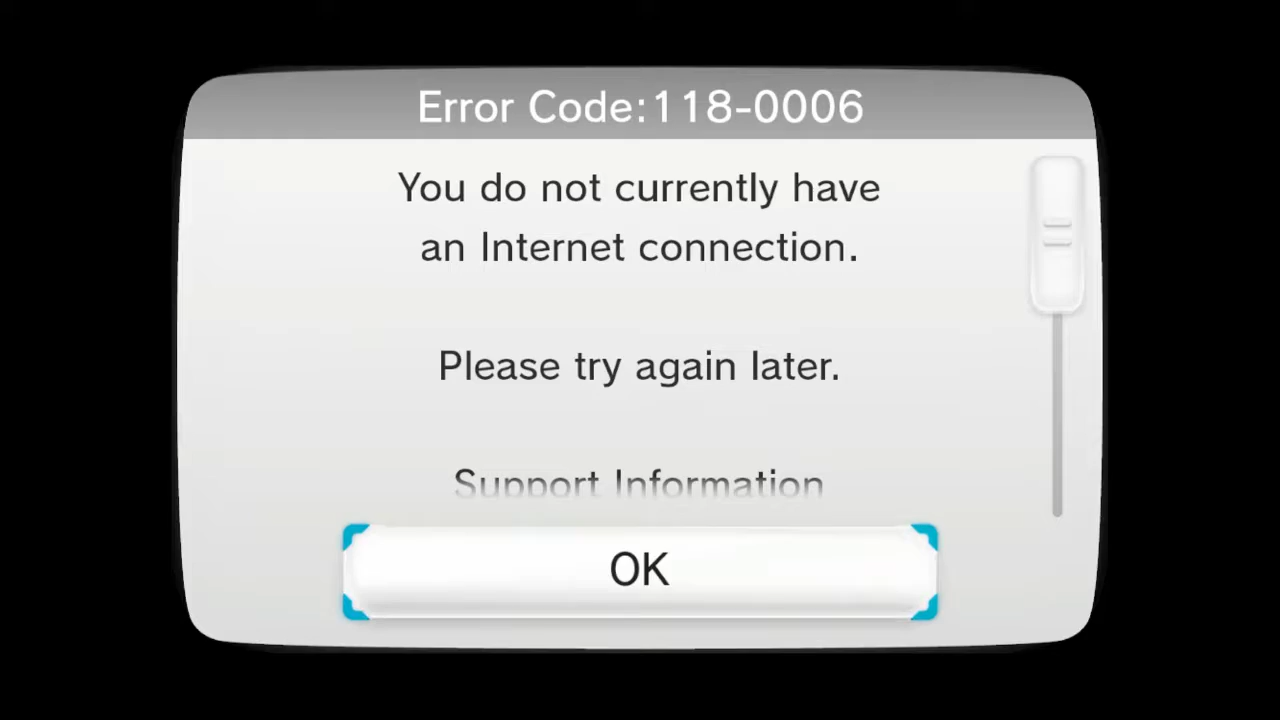 Error Code:118-0006
You do not currently have
an Internet connection.
Please try again later.
Support Information
OK